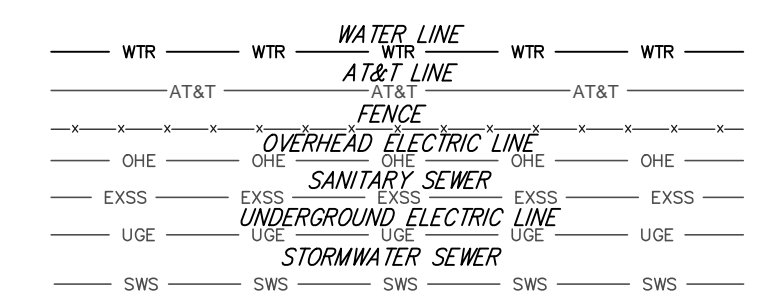 WATER LINE
WTR WTR WTR WTR WTR
AT&T LINE
AT&T AT&T AT&T
FENCE
x x x x x x x x x x x x x x x
OVERHEAD ELECTRIC LINE
OHE OHE OHE OHE OHE
SANITARY SEWER
EXSS EXSS EXSS EXSS EXSS
UNDERGROUND ELECTRIC LINE
UGE UGE UGE UGE UGE
STORMWATER SEWER
SWS SWS SWS SWS SWS